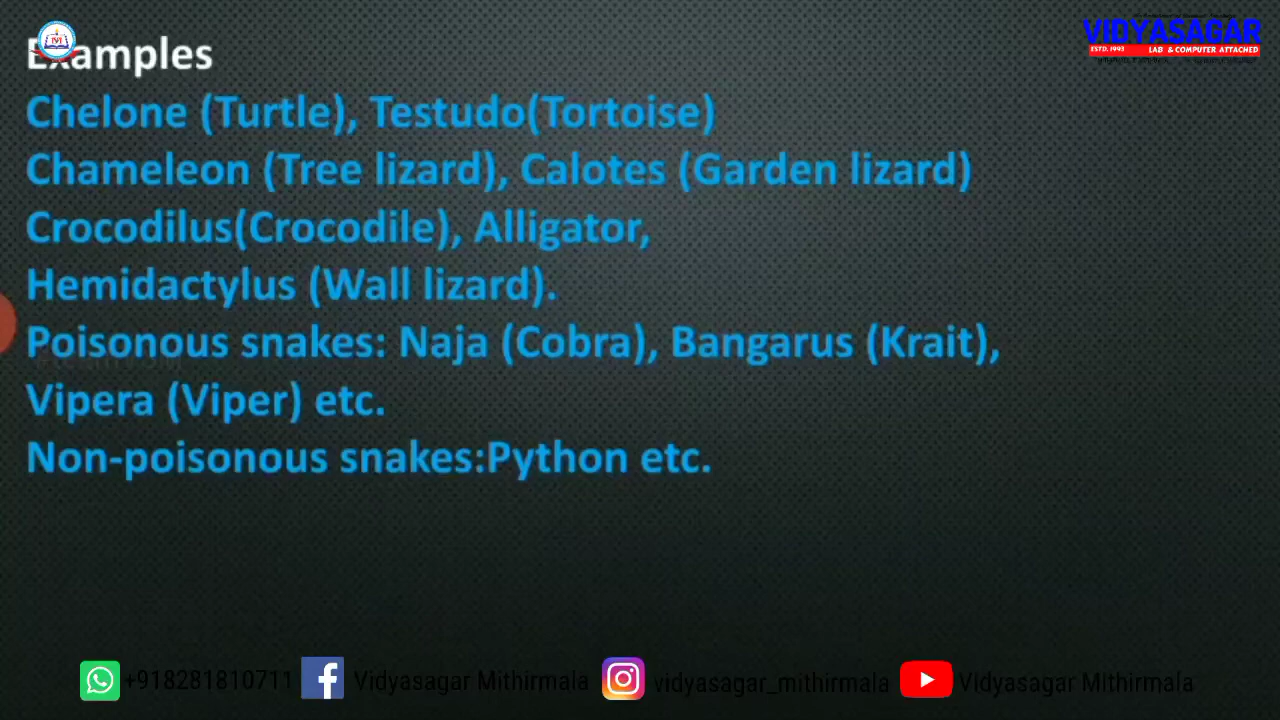 Examples
VIDYASAGAR
ESTD. 1993 LAB & COMPUTER ATTACHED
Chelone (Turtle), Testudo(Tortoise)
Chameleon (Tree lizard), Calotes (Garden lizard)
Crocodilus(Crocodile), Alligator,
Hemidactylus (Wall lizard).
Poisonous snakes: Naja (Cobra), Bangarus (Krait),
Vipera (Viper) etc.
Non-poisonous snakes:Python etc.
+918281810711 Vidyasagar Mithirmala vidyasagar_mithirmala Vidyasagar Mithirmala